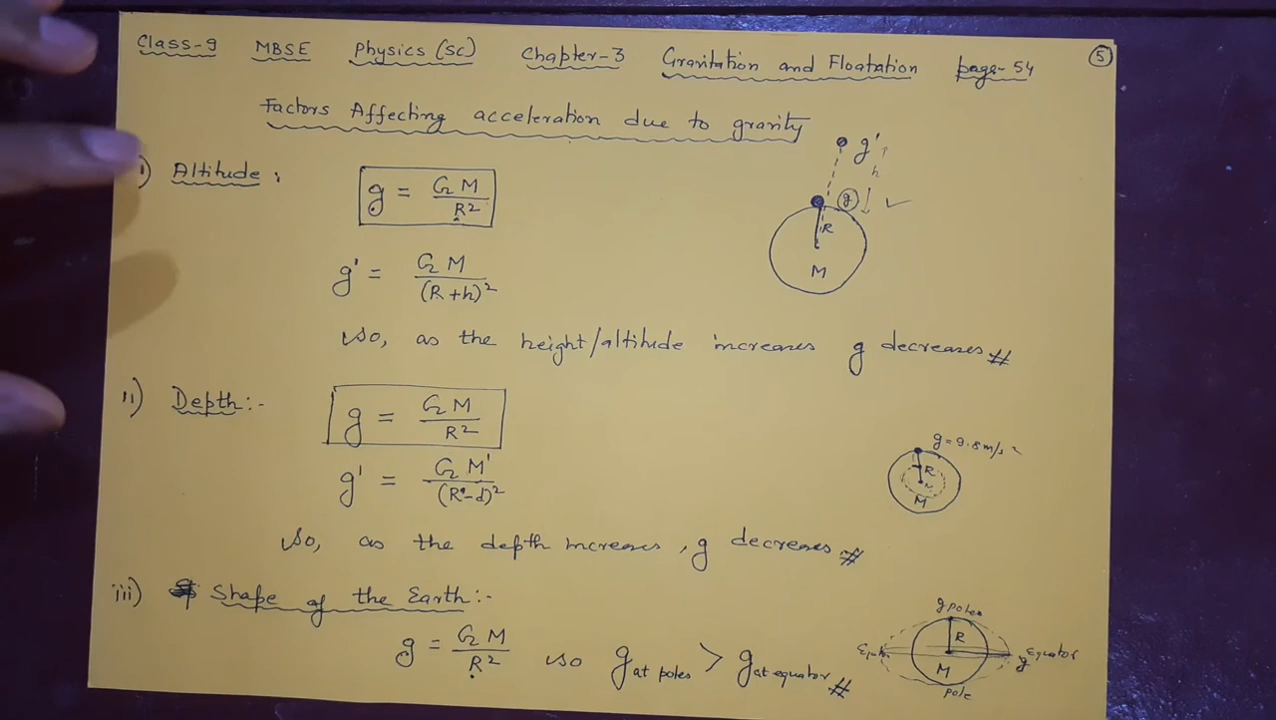 Class-9 MBSE Physics (SC) Chapter-3 Gravitation and Floatation page-54 5
Factors Affecting acceleration due to gravity
i) Altitude:
g = GM/R²
g' = GM/(R+h)²
So, as the height/altitude increases g decreases #
g'
h
g
R
M
ii) Depth:-
g = GM/R²
g' = GM'/(R-d)²
So, as the depth increases, g decreses #
g = 9.8m/s²
R
M
iii) Shape of the Earth:-
g = GM/R² so g at poles > g at equator #
g poles
R
Equator
g
M
pole